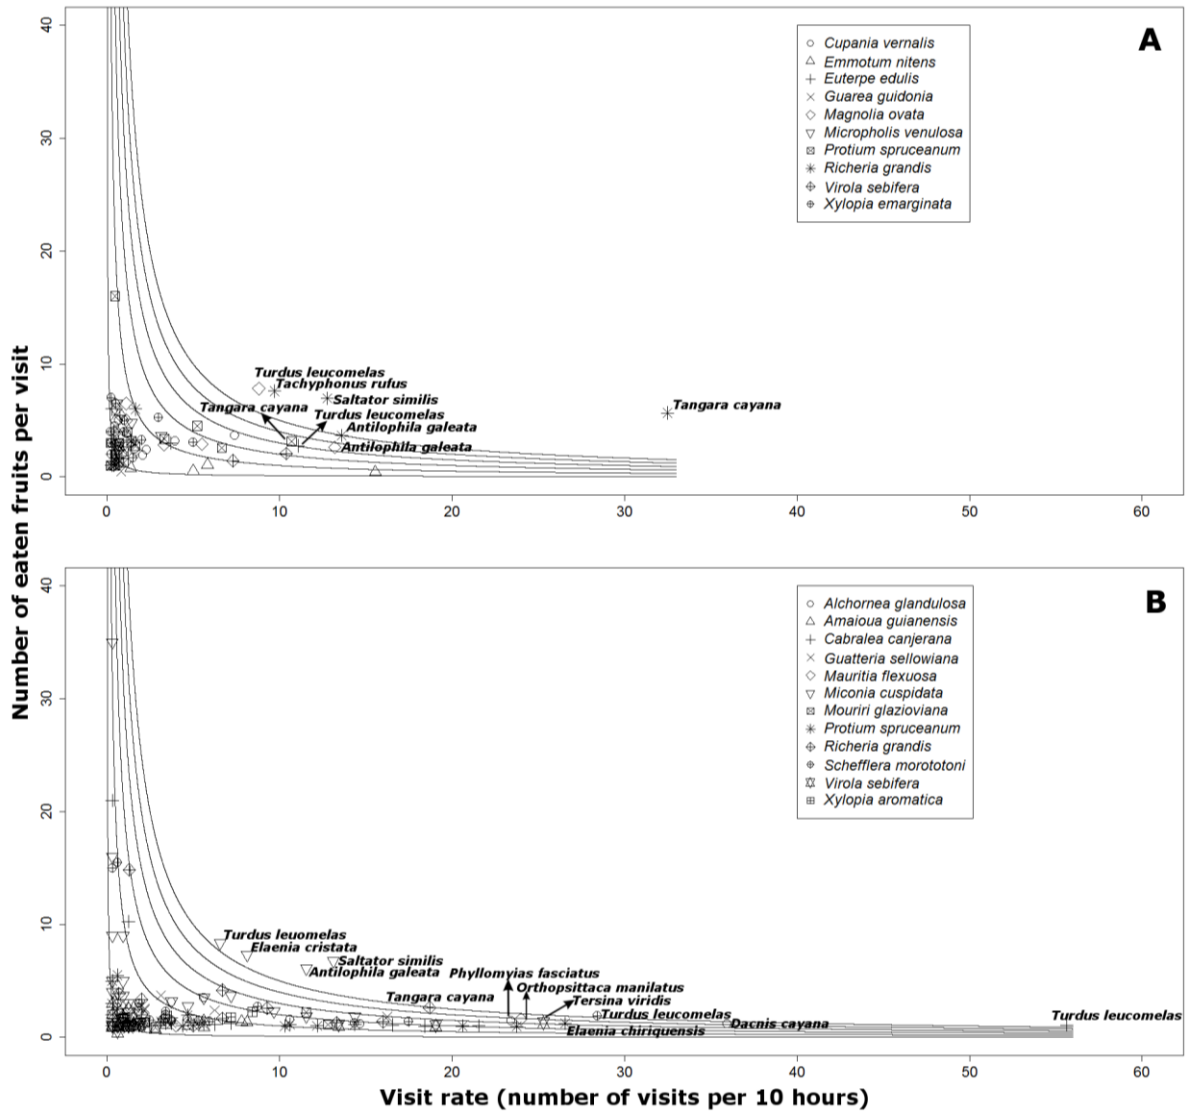 A
Cupania vernalis
Emmotum nitens
Euterpe edulis
Guarea guidonia
Magnolia ovata
Micropholis venulosa
Protium spruceanum
Richeria grandis
Virola sebifera
Xylopia emarginata
40
30
20
10
0
Turdus leucomelas
Tachyphonus rufus
Saltator similis
Tangara cayana
Turdus leucomelas
Antilophila galeata
Antilophila galeata
Tangara cayana
0 10 20 30 40 50 60
Number of eaten fruits per visit
B
Alchornea glandulosa
Amaioua guianensis
Cabralea canjerana
Guatteria sellowiana
Mauritia flexuosa
Miconia cuspidata
Mouriri glazioviana
Protium spruceanum
Richeria grandis
Schefflera morototoni
Virola sebifera
Xylopia aromatica
40
30
20
10
0
Turdus leuomelas
Elaenia cristata
Saltator similis
Antilophila galeata
Phyllomyias fasciatus
Orthopsittaca manilatus
Tangara cayana
Tersina viridis
Turdus leucomelas
Dacnis cayana
Elaenia chiriquensis
Turdus leucomelas
0 10 20 30 40 50 60
Visit rate (number of visits per 10 hours)